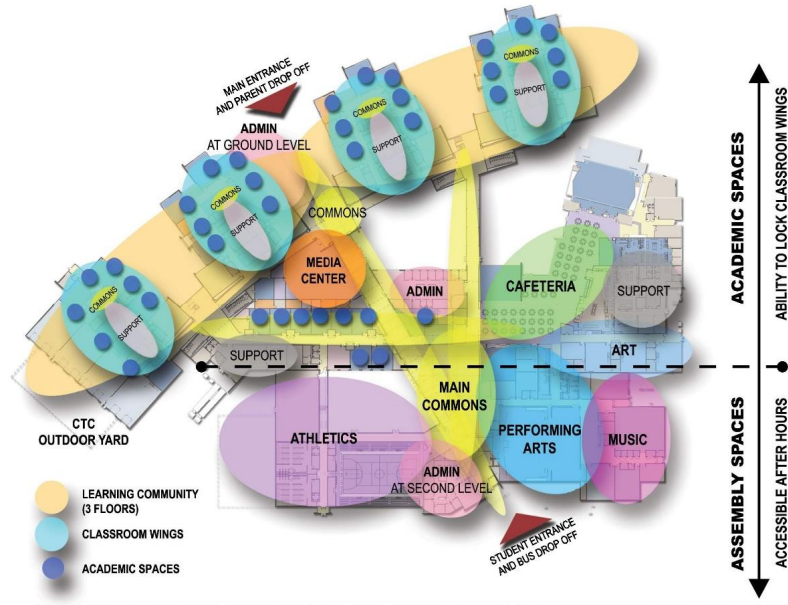 MAIN ENTRANCE
AND PARENT DROP OFF
ADMIN
AT GROUND LEVEL
COMMONS
SUPPORT
COMMONS
SUPPORT
COMMONS
SUPPORT
COMMONS
SUPPORT
COMMONS
MEDIA
CENTER
ADMIN
CAFETERIA
SUPPORT
SUPPORT
ART
CTC
OUTDOOR YARD
MAIN
COMMONS
ATHLETICS
PERFORMING
ARTS
MUSIC
ADMIN
AT SECOND LEVEL
STUDENT ENTRANCE
AND BUS DROP OFF
LEARNING COMMUNITY
(3 FLOORS)
CLASSROOM WINGS
ACADEMIC SPACES
ACADEMIC SPACES
ABILITY TO LOCK CLASSROOM WINGS
ASSEMBLY SPACES
ACCESSIBLE AFTER HOURS